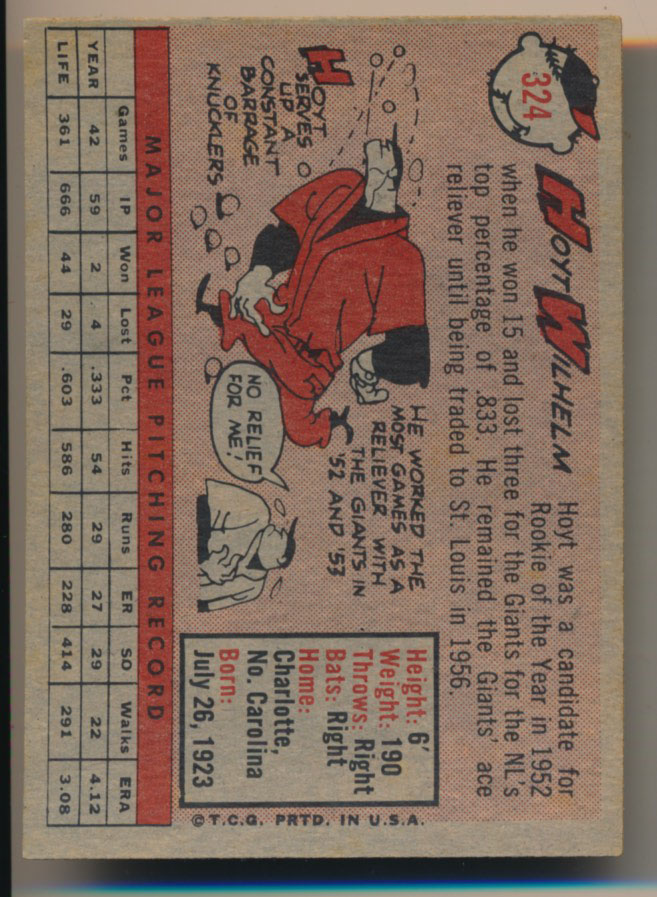 324
HOYT WILHELM
Hoyt was a candidate for
Rookie of the Year in 1952
when he won 15 and lost three for the Giants for the NL's
top percentage of .833. He remained the Giants' ace
reliever until being traded to St. Louis in 1956.
HOYT
SERVES
UP A
CONSTANT
BARRAGE
OF
KNUCKLERS
HE WORKED THE
MOST GAMES AS A
RELIEVER WITH
THE GIANTS IN
'52 AND '53
NO RELIEF
FOR ME!
Height: 6'
Weight: 190
Throws: Right
Bats: Right
Home:
Charlotte,
No. Carolina
Born:
July 26, 1923
©T.C.G. PRTD. IN U.S.A.
MAJOR LEAGUE PITCHING RECORD
Games IP Won Lost Pct Hits Runs ER SO Walks ERA
YEAR 42 59 2 4 .333 54 29 27 29 22 4.12
LIFE 361 666 44 29 .603 586 280 228 414 291 3.08